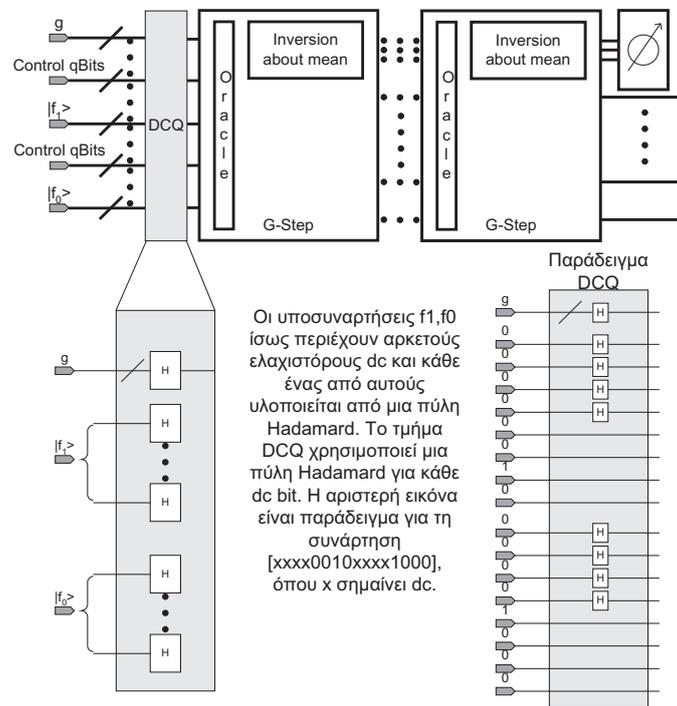 g
Control qBits
|f1>
Control qBits
|f0>
DCQ
Oracle
Inversion
about mean
G-Step
Oracle
Inversion
about mean
G-Step
g
H
|f1>
H
H
|f0>
H
H
Οι υποσυναρτήσεις f1,f0
ίσως περιέχουν αρκετούς
ελαχιστόρους dc και κάθε
ένας από αυτούς
υλοποιείται από μια πύλη
Hadamard. Το τμήμα
DCQ χρησιμοποιεί μια
πύλη Hadamard για κάθε
dc bit. Η αριστερή εικόνα
είναι παράδειγμα για τη
συνάρτηση
[xxxx0010xxxx1000],
όπου x σημαίνει dc.
Παράδειγμα
DCQ
g H
0 H
0 H
0 H
0 H
0
0
1
0
0 H
0 H
0 H
0 H
1
0
0
0